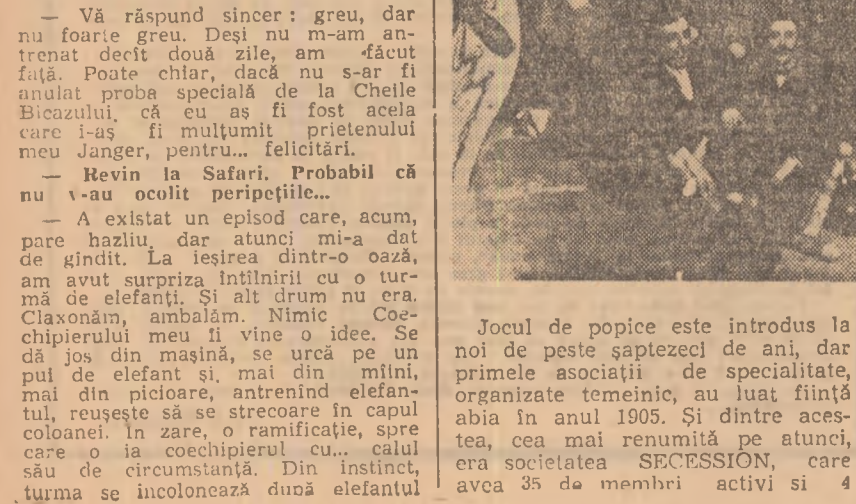 — Vă răspund sincer : greu, dar
nu foarte greu. Deși nu m-am an-
trenat decît două zile, am făcut
față. Poate chiar, dacă nu s-ar fi
anulat proba specială de la Cheile
Bicazului, că eu aș fi fost acela
care i-aș fi mulțumit prietenului
meu Janger, pentru... felicitări.
— Revin la Safari. Probabil că
nu v-au ocolit peripețiile...
— A existat un episod care, acum,
pare hazliu, dar atunci mi-a dat
de gîndit. La ieșirea dintr-o oază,
am avut surpriza întîlnirii cu o tur-
mă de elefanți. Și alt drum nu era.
Claxonăm, ambalăm. Nimic Coe-
chipierului meu îi vine o idee. Se
dă jos din mașină, se urcă pe un
pui de elefant și, mai din mîini,
mai din picioare, antrenînd elefan-
tul, reușește să se strecoare în capul
coloanei. In zare, o ramificație, spre
care o ia coechipierul cu... calul
său de circumstanță. Din instinct,
turma se incolonează după elefantul
Jocul de popice este introdus la
noi de peste șaptezeci de ani, dar
primele asociații de specialitate,
organizate temeinic, au luat ființă
abia în anul 1905. Și dintre aces-
tea, cea mai renumită pe atunci,
era societatea SECESSION, care
avea 35 de membri activi si 4